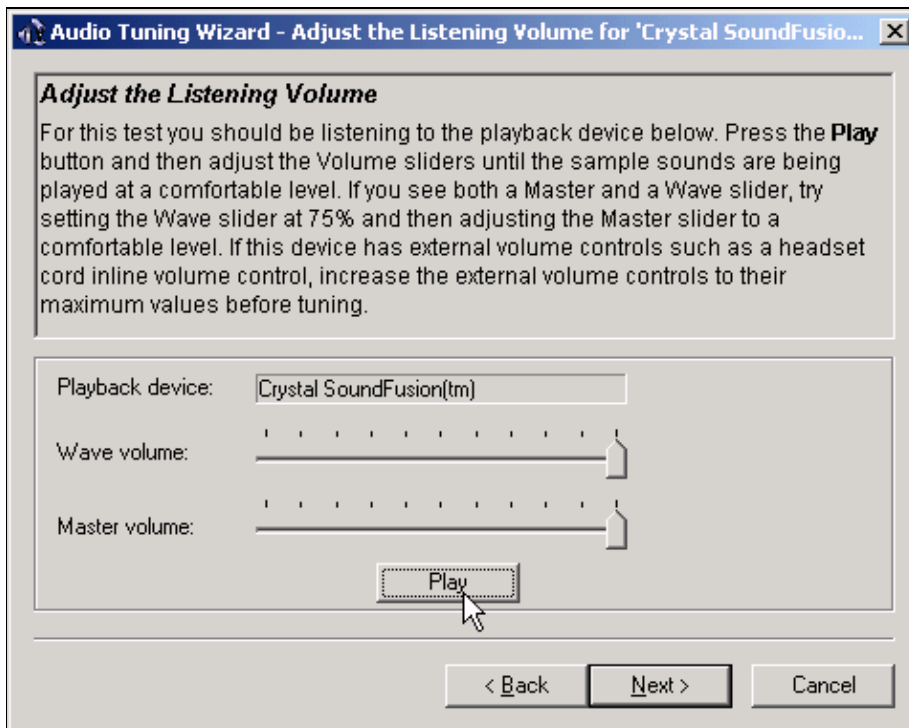 Audio Tuning Wizard - Adjust the Listening Volume for 'Crystal SoundFusio...
Adjust the Listening Volume
For this test you should be listening to the playback device below. Press the Play
button and then adjust the Volume sliders until the sample sounds are being
played at a comfortable level. If you see both a Master and a Wave slider, try
setting the Wave slider at 75% and then adjusting the Master slider to a
comfortable level. If this device has external volume controls such as a headset
cord inline volume control, increase the external volume controls to their
maximum values before tuning.
Playback device: Crystal SoundFusion(tm)
Wave volume:
Master volume:
Play
< Back Next > Cancel